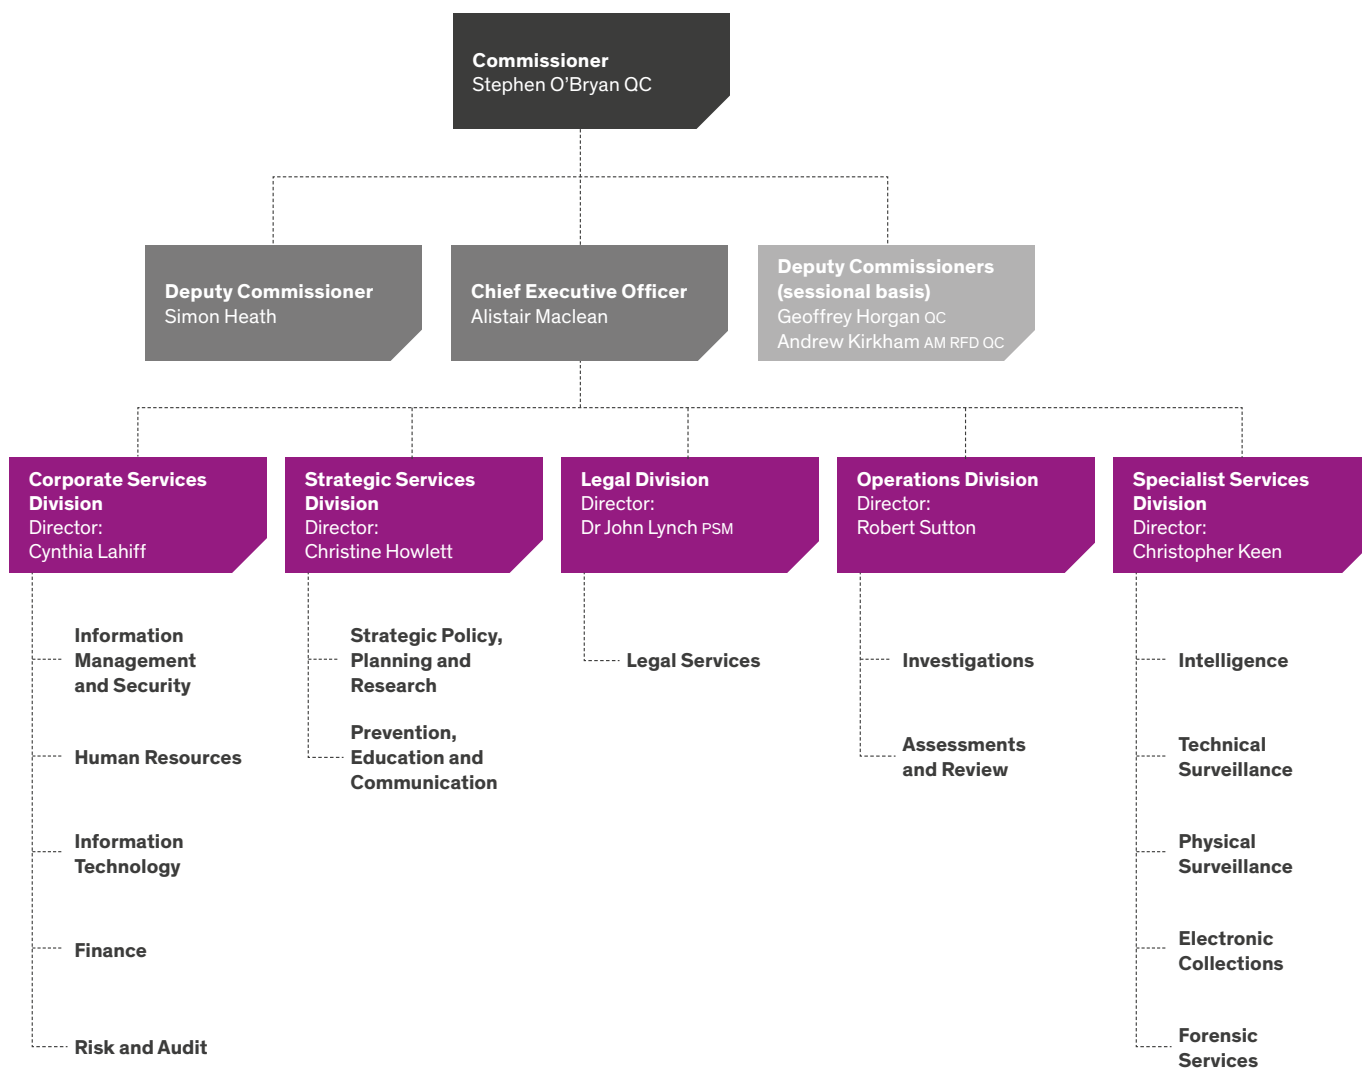 Commissioner
Stephen O’Bryan QC
Deputy Commissioner
Simon Heath
Chief Executive Officer
Alistair Maclean
Deputy Commissioners
(sessional basis)
Geoffrey Horgan QC
Andrew Kirkham AM RFD QC
Corporate Services
Division
Director:
Cynthia Lahiff
Strategic Services
Division
Director:
Christine Howlett
Legal Division
Director:
Dr John Lynch PSM
Operations Division
Director:
Robert Sutton
Specialist Services
Division
Director:
Christopher Keen
Information
Management
and Security
Human Resources
Information
Technology
Finance
Risk and Audit
Strategic Policy,
Planning and
Research
Prevention,
Education and
Communication
Legal Services
Investigations
Assessments
and Review
Intelligence
Technical
Surveillance
Physical
Surveillance
Electronic
Collections
Forensic
Services